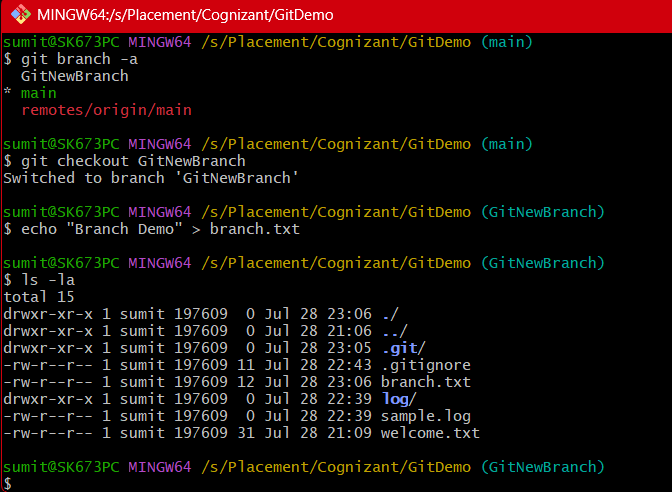 MINGW64:/s/Placement/Cognizant/GitDemo
sumit@SK673PC MINGW64 /s/Placement/Cognizant/GitDemo (main)
$ git branch -a
  GitNewBranch
* main
  remotes/origin/main
sumit@SK673PC MINGW64 /s/Placement/Cognizant/GitDemo (main)
$ git checkout GitNewBranch
Switched to branch 'GitNewBranch'
sumit@SK673PC MINGW64 /s/Placement/Cognizant/GitDemo (GitNewBranch)
$ echo "Branch Demo" > branch.txt
sumit@SK673PC MINGW64 /s/Placement/Cognizant/GitDemo (GitNewBranch)
$ ls -la
total 15
drwxr-xr-x 1 sumit 197609  0 Jul 28 23:06 ./
drwxr-xr-x 1 sumit 197609  0 Jul 28 21:06 ../
drwxr-xr-x 1 sumit 197609  0 Jul 28 23:05 .git/
-rw-r--r-- 1 sumit 197609 11 Jul 28 22:43 .gitignore
-rw-r--r-- 1 sumit 197609 12 Jul 28 23:06 branch.txt
drwxr-xr-x 1 sumit 197609  0 Jul 28 22:39 log/
-rw-r--r-- 1 sumit 197609  0 Jul 28 22:39 sample.log
-rw-r--r-- 1 sumit 197609 31 Jul 28 21:09 welcome.txt
sumit@SK673PC MINGW64 /s/Placement/Cognizant/GitDemo (GitNewBranch)
$